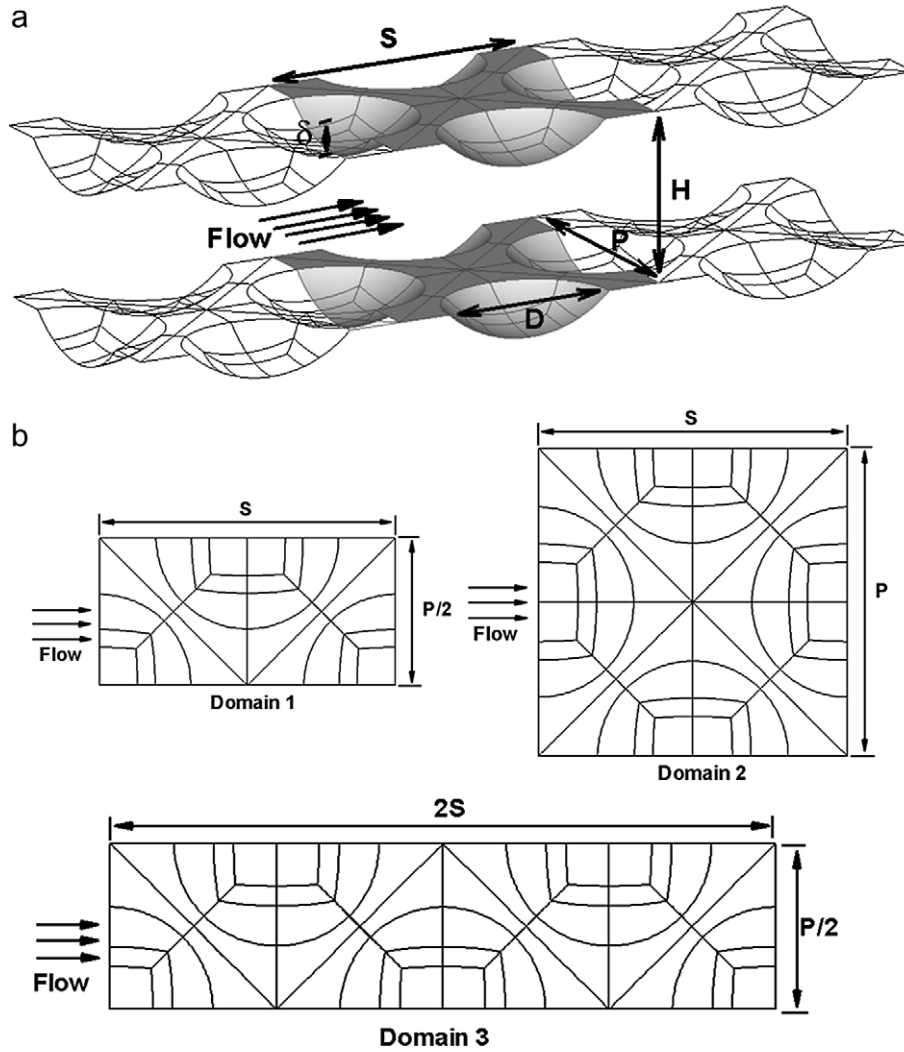 a
S
δ
H
Flow
P
D
b
S
S
P/2
P
Flow
Flow
Domain 1
Domain 2
2S
P/2
Flow
Domain 3